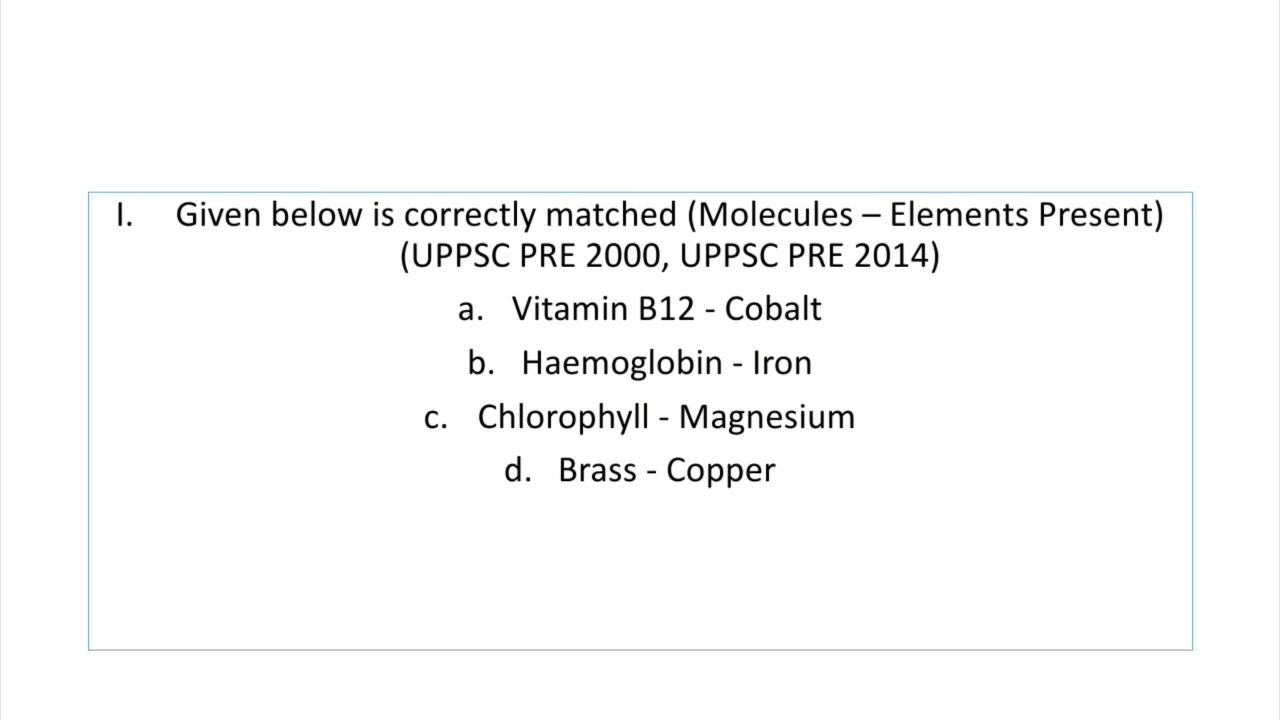 I. Given below is correctly matched (Molecules – Elements Present)
(UPPSC PRE 2000, UPPSC PRE 2014)
a. Vitamin B12 - Cobalt
b. Haemoglobin - Iron
c. Chlorophyll - Magnesium
d. Brass - Copper